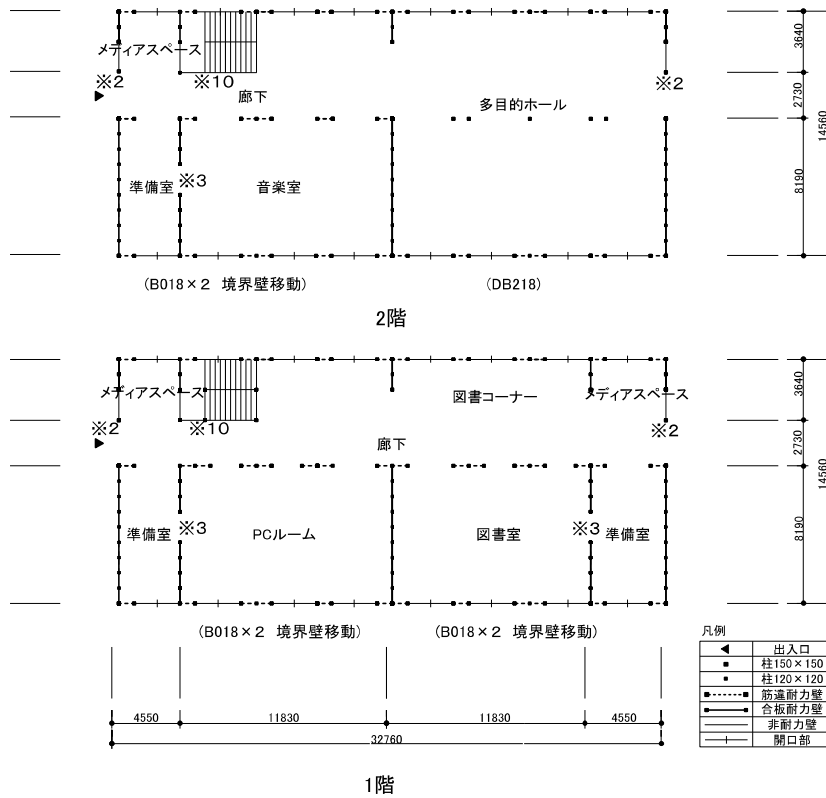 メディアスペース
※2
※10
廊下
多目的ホール
※2
準備室
※3
音楽室
3640
2730
8190
14560
(B018×2 境界壁移動)
(DB218)
2階
メディアスペース
図書コーナー
メディアスペース
※2
※10
廊下
※2
準備室
※3
PCルーム
図書室
※3
準備室
3640
2730
8190
14560
(B018×2 境界壁移動)
(B018×2 境界壁移動)
4550
11830
11830
4550
32760
1階
凡例
出入口
柱150×150
柱120×120
筋違耐力壁
合板耐力壁
非耐力壁
開口部